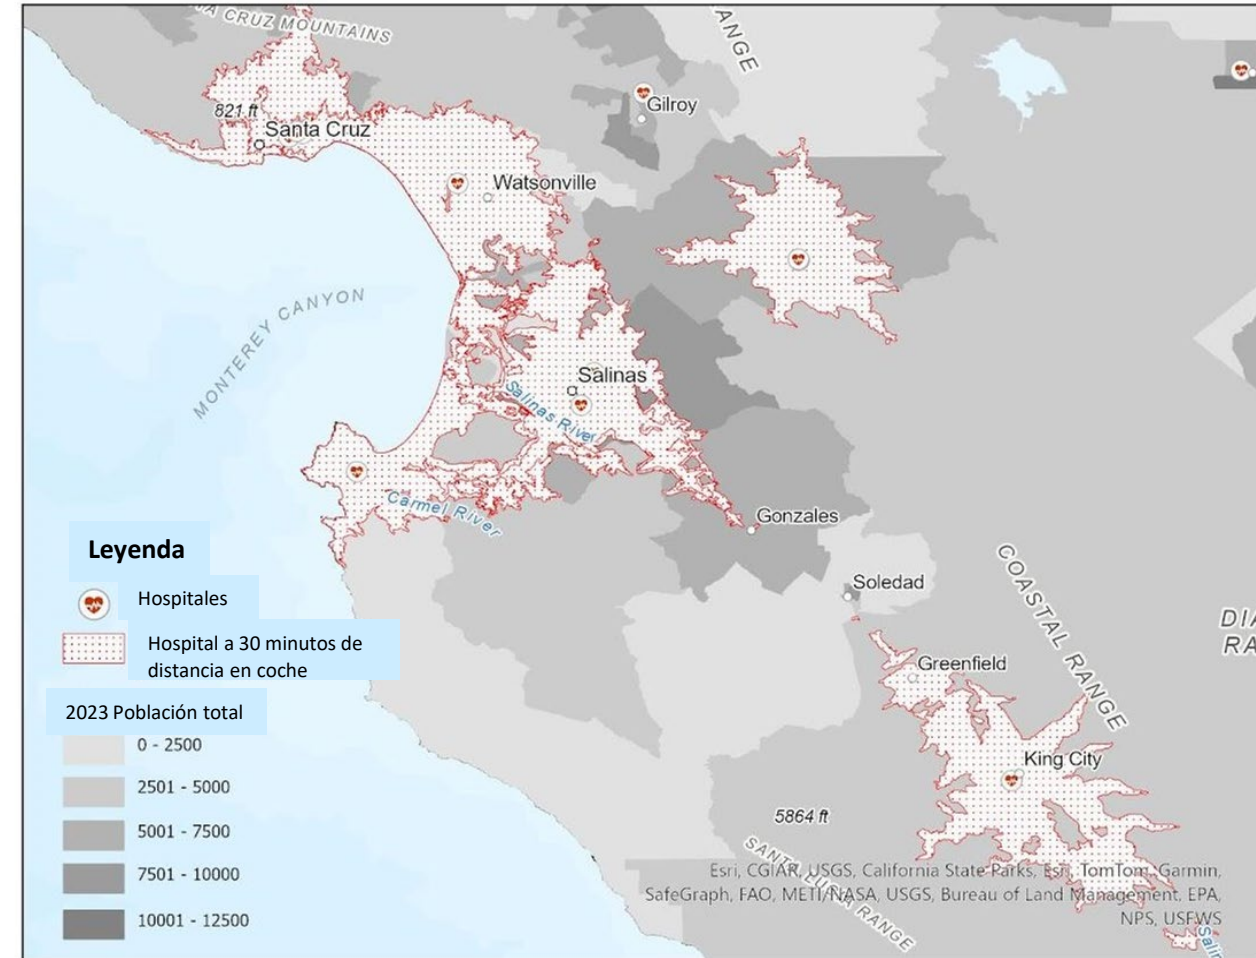 A CRUZ MOUNTAINS
ANGE
Gilroy
821 ft
Santa Cruz
Watsonville
MONTEREY CANYON
Salinas
Salinas River
Carmel River
Gonzales
Soledad
COASTAL RANGE
DIA
RA
Greenfield
King City
5864 ft
SANTA LUCIA RANGE
Leyenda
Hospitales
Hospital a 30 minutos de
distancia en coche
2023 Población total
0 - 2500
2501 - 5000
5001 - 7500
7501 - 10000
10001 - 12500
Esri, CGIAR, USGS, California State Parks, Esri, TomTom, Garmin,
SafeGraph, FAO, METI/NASA, USGS, Bureau of Land Management, EPA,
NPS, USFWS
Salin